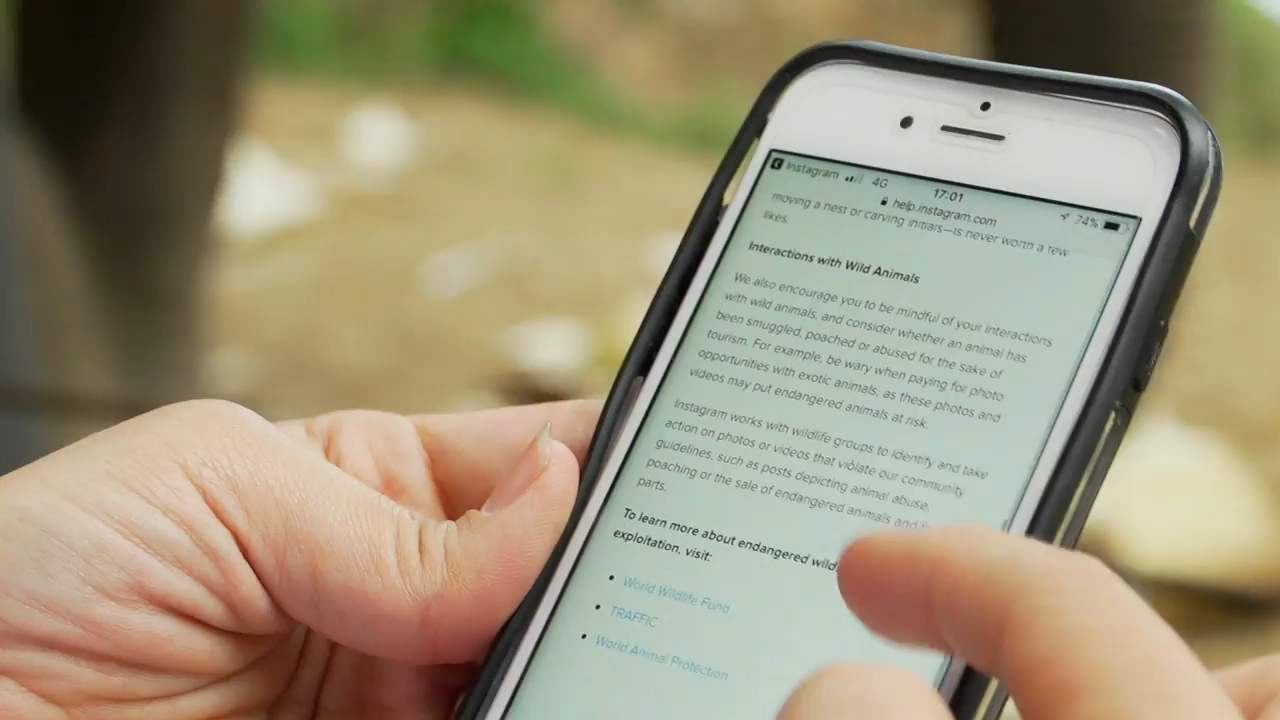 Instagram 4G 17:01 74%
help.instagram.com
moving a nest or carving initials—is never worth a few
likes.
Interactions with Wild Animals
We also encourage you to be mindful of your interactions
with wild animals, and consider whether an animal has
been smuggled, poached or abused for the sake of
tourism. For example, be wary when paying for photo
opportunities with exotic animals, as these photos and
videos may put endangered animals at risk.
Instagram works with wildlife groups to identify and take
action on photos or videos that violate our community
guidelines, such as posts depicting animal abuse,
poaching or the sale of endangered animals and
parts.
To learn more about endangered wild
exploitation, visit:
• World Wildlife Fund
• TRAFFIC
• World Animal Protection